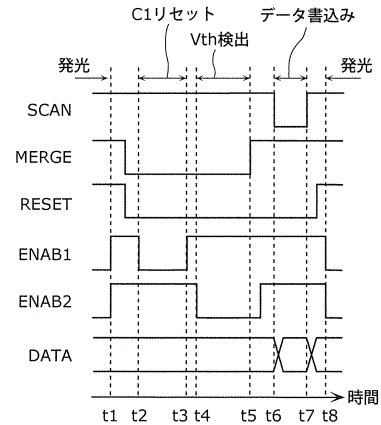 C1リセット
データ書込み
Vth検出
発光
発光
SCAN
MERGE
RESET
ENAB1
ENAB2
DATA
時間
t1 t2 t3 t4 t5 t6 t7 t8